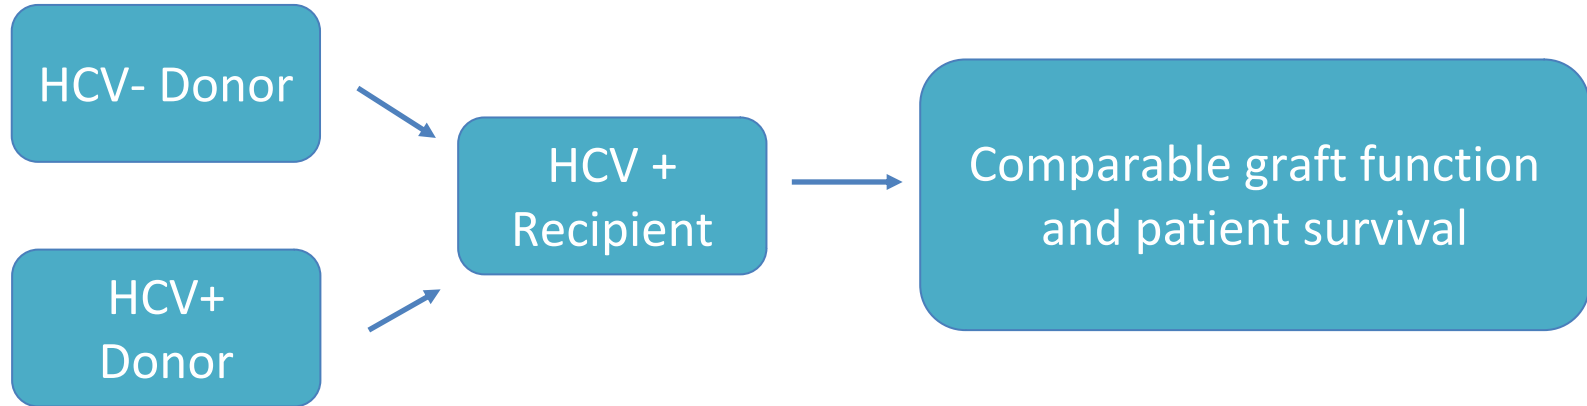 HCV- Donor
HCV+
Donor
HCV +
Recipient
Comparable graft function
and patient survival